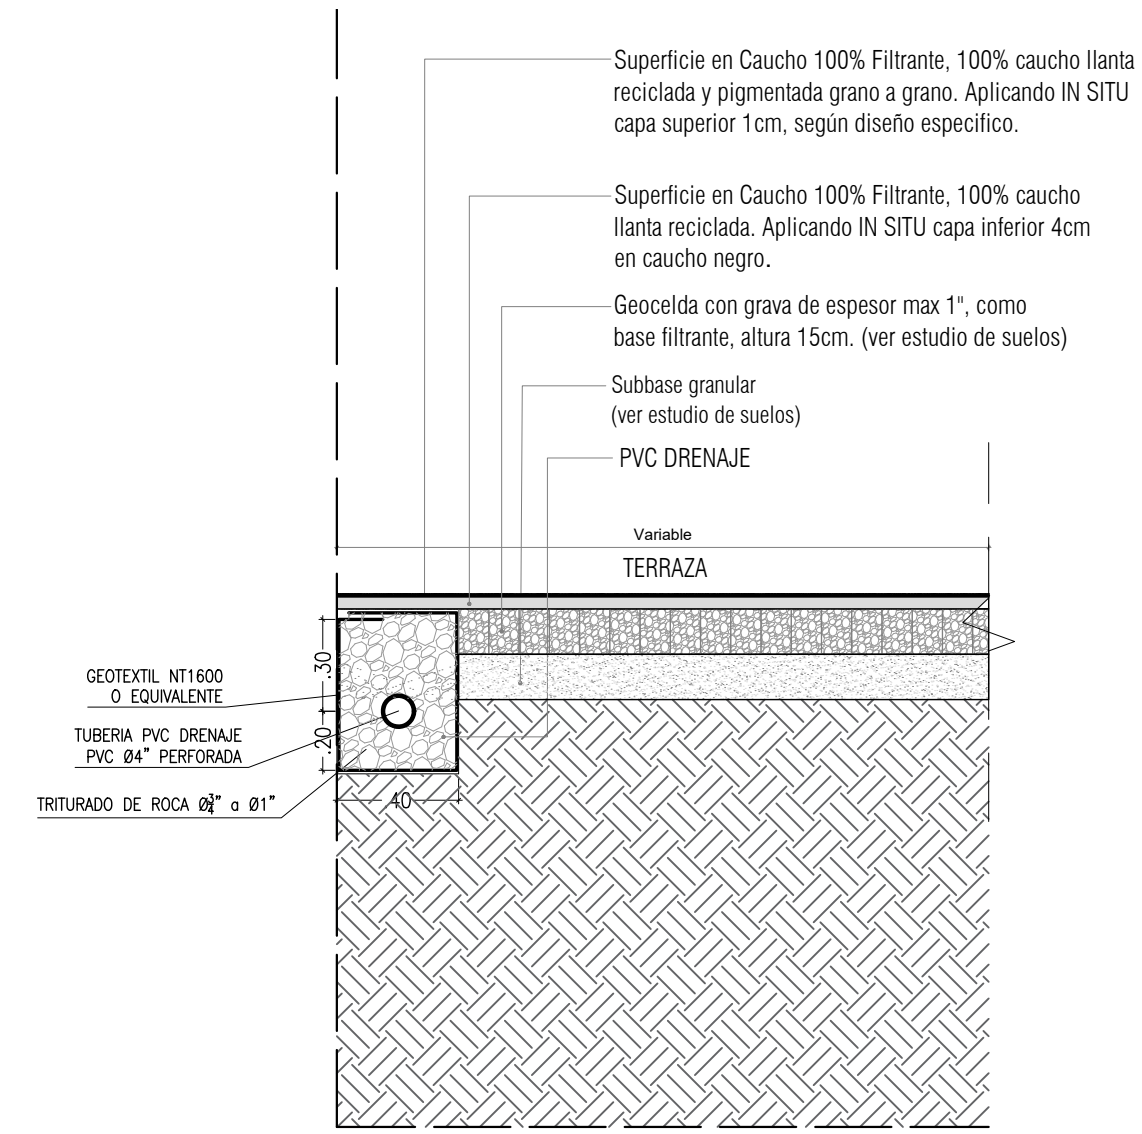 Superficie en Caucho 100% Filtrante, 100% caucho llanta
reciclada y pigmentada grano a grano. Aplicando IN SITU
capa superior 1cm, según diseño especifico.
Superficie en Caucho 100% Filtrante, 100% caucho
llanta reciclada. Aplicando IN SITU capa inferior 4cm
en caucho negro.
Geocelda con grava de espesor max 1", como
base filtrante, altura 15cm. (ver estudio de suelos)
Subbase granular
(ver estudio de suelos)
PVC DRENAJE
Variable
TERRAZA
.30
GEOTEXTIL NT1600
O EQUIVALENTE
.20
TUBERIA PVC DRENAJE
PVC Ø4" PERFORADA
TRITURADO DE ROCA Ø¾" a Ø1"
.40